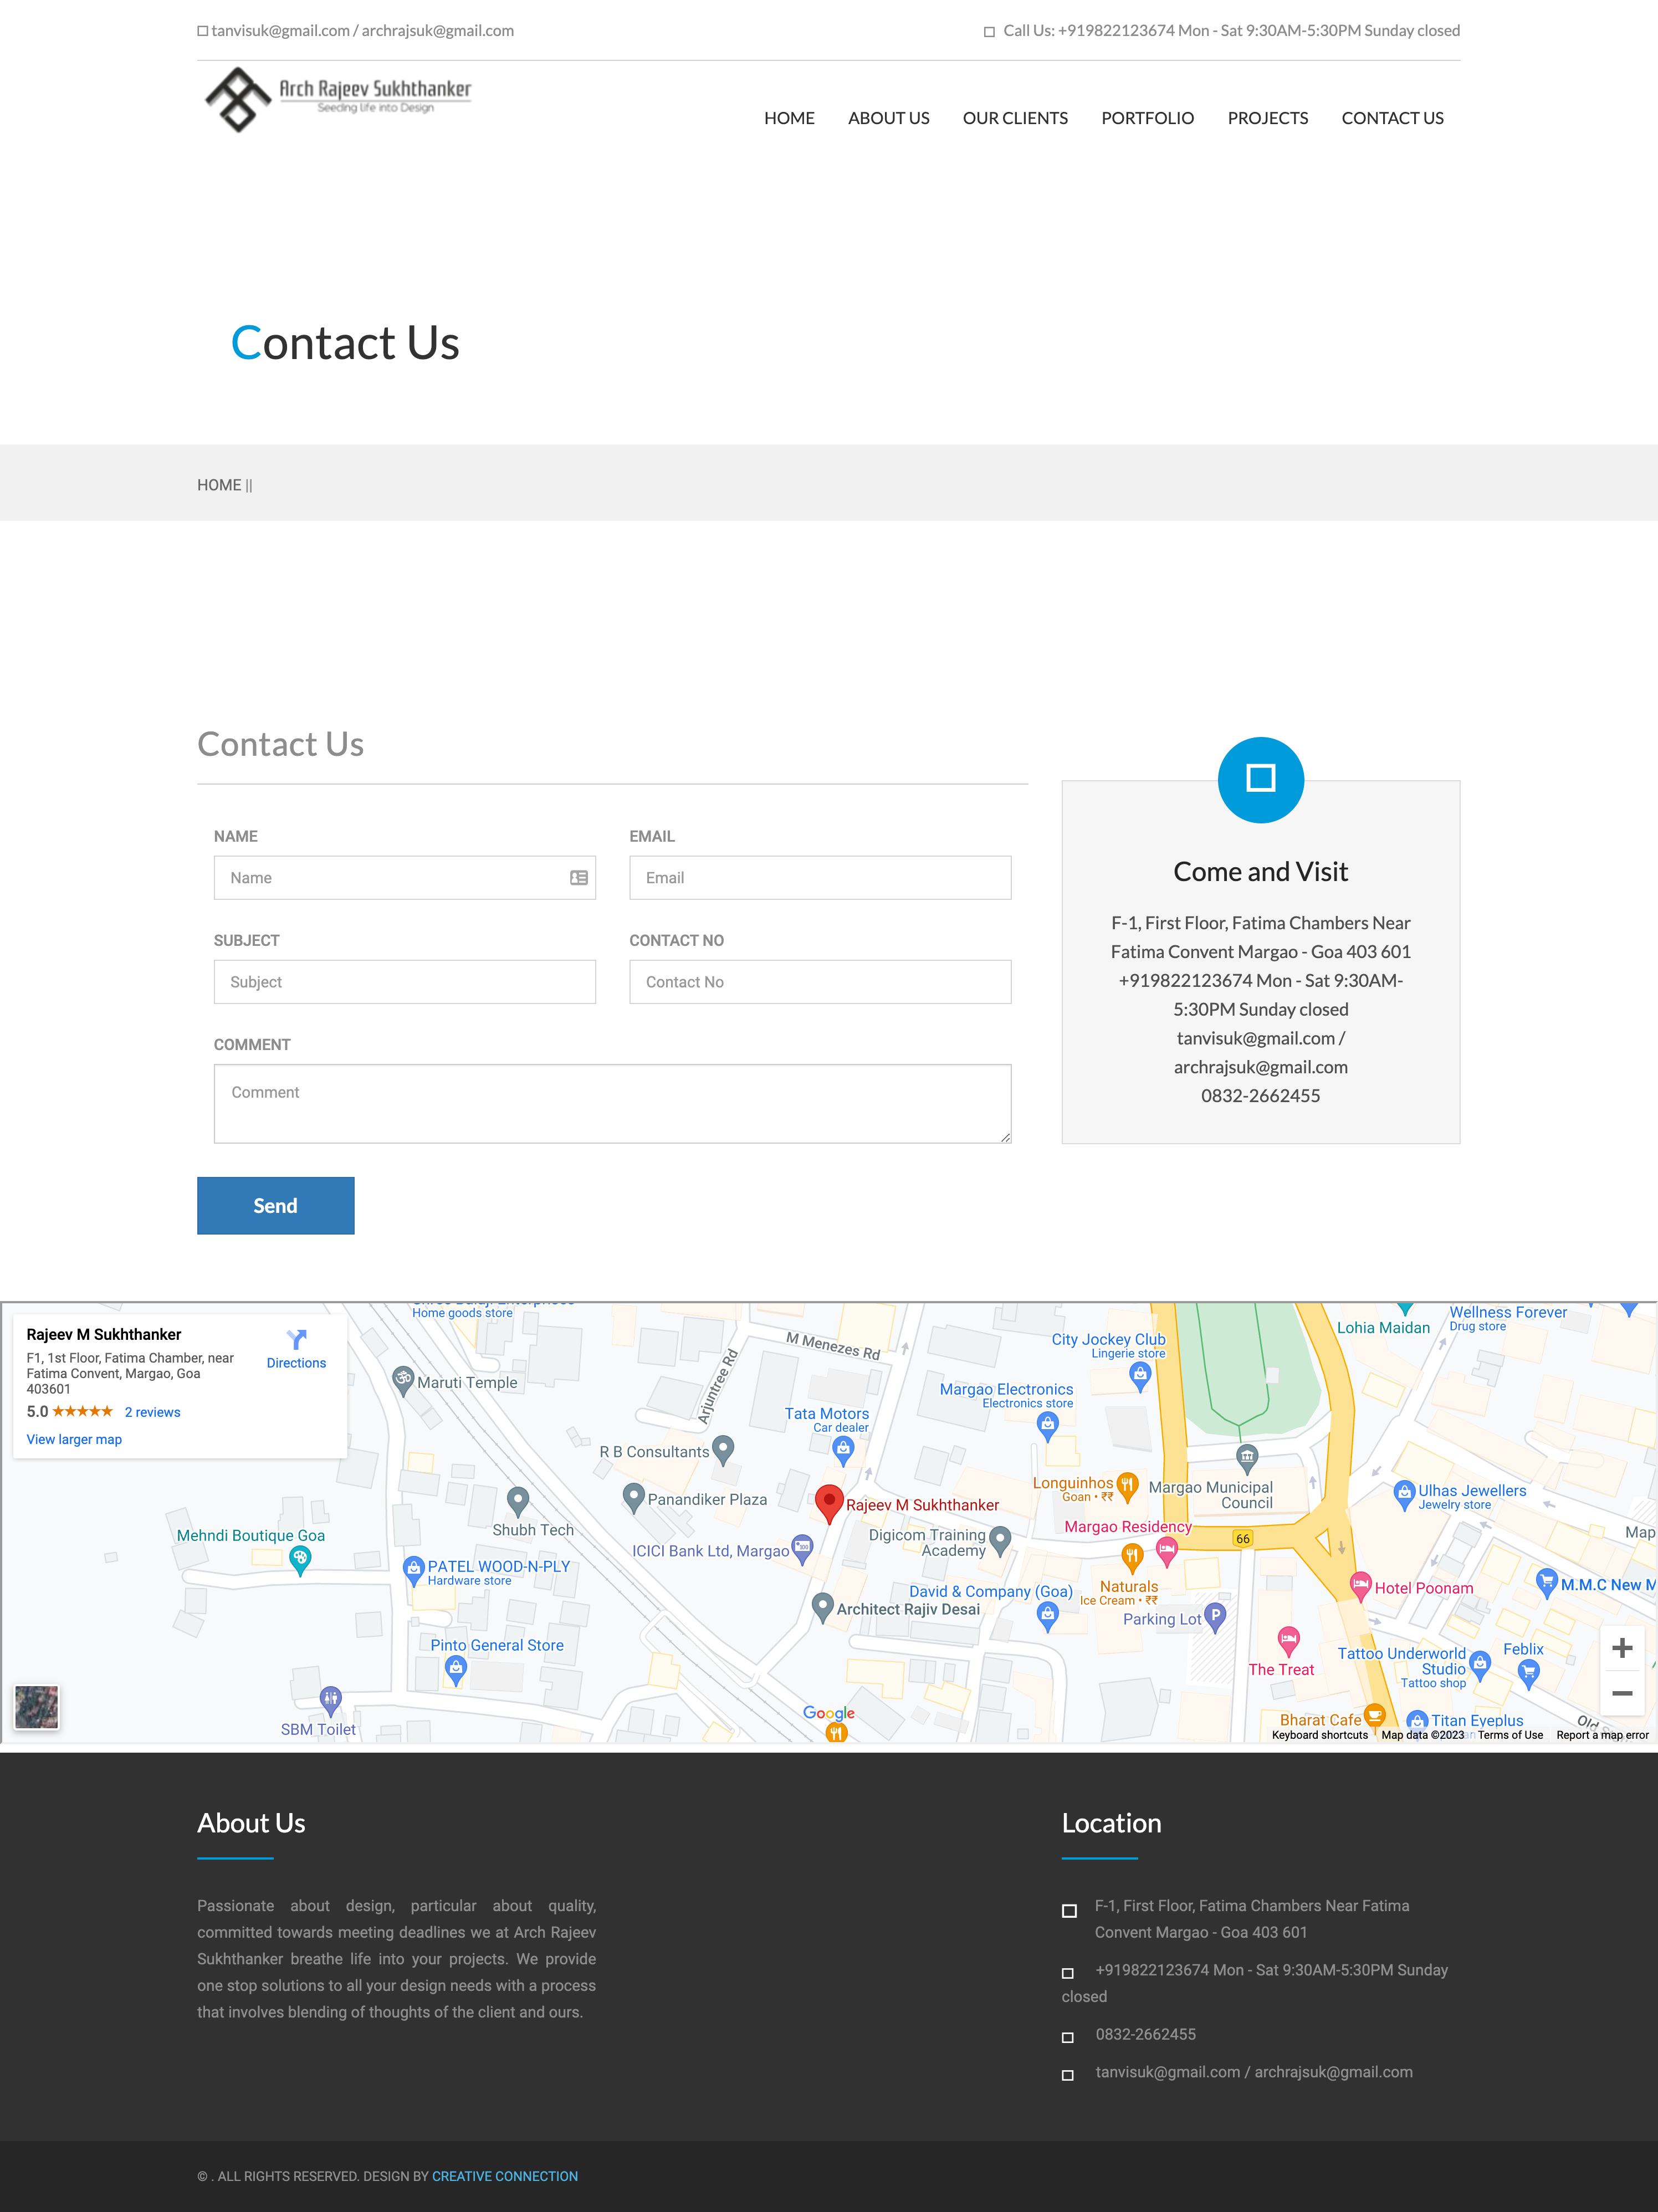 tanvisuk@gmail.com / archrajsuk@gmail.com
Call Us: +919822123674 Mon - Sat 9:30AM-5:30PM Sunday closed
Arch Rajeev Sukhthanker
Seeding life into Design
HOME ABOUT US OUR CLIENTS PORTFOLIO PROJECTS CONTACT US
Contact Us
HOME ||
Contact Us
NAME
Name
EMAIL
Email
SUBJECT
Subject
CONTACT NO
Contact No
COMMENT
Comment
Send
Come and Visit
F-1, First Floor, Fatima Chambers Near
Fatima Convent Margao - Goa 403 601
+919822123674 Mon - Sat 9:30AM-
5:30PM Sunday closed
tanvisuk@gmail.com /
archrajsuk@gmail.com
0832-2662455
Rajeev M Sukhthanker
F1, 1st Floor, Fatima Chamber, near
Fatima Convent, Margao, Goa
403601
5.0 ★★★★★ 2 reviews
View larger map
Directions
Home goods store
Maruti Temple
Arjuntree Rd
M Menezes Rd
City Jockey Club
Lingerie store
Lohia Maidan
Wellness Forever
Drug store
Margao Electronics
Electronics store
Tata Motors
Car dealer
R B Consultants
Panandiker Plaza
Rajeev M Sukhthanker
Longuinhos
Goan • ₹₹
Margao Municipal
Council
Ulhas Jewellers
Jewelry store
Shubh Tech
Mehndi Boutique Goa
ICICI Bank Ltd, Margao
Digicom Training
Academy
Margao Residency
66
Map
PATEL WOOD-N-PLY
Hardware store
David & Company (Goa)
Naturals
Ice Cream • ₹₹
Hotel Poonam
M.M.C New M
Architect Rajiv Desai
Parking Lot
P
Pinto General Store
The Treat
Tattoo Underworld
Studio
Tattoo shop
Feblix
SBM Toilet
Google
Bharat Cafe
Titan Eyeplus
Old
Keyboard shortcuts Map data ©2023 Terms of Use Report a map error
About Us
Passionate about design, particular about quality,
committed towards meeting deadlines we at Arch Rajeev
Sukhthanker breathe life into your projects. We provide
one stop solutions to all your design needs with a process
that involves blending of thoughts of the client and ours.
Location
F-1, First Floor, Fatima Chambers Near Fatima
Convent Margao - Goa 403 601
+919822123674 Mon - Sat 9:30AM-5:30PM Sunday
closed
0832-2662455
tanvisuk@gmail.com / archrajsuk@gmail.com
© . ALL RIGHTS RESERVED. DESIGN BY CREATIVE CONNECTION